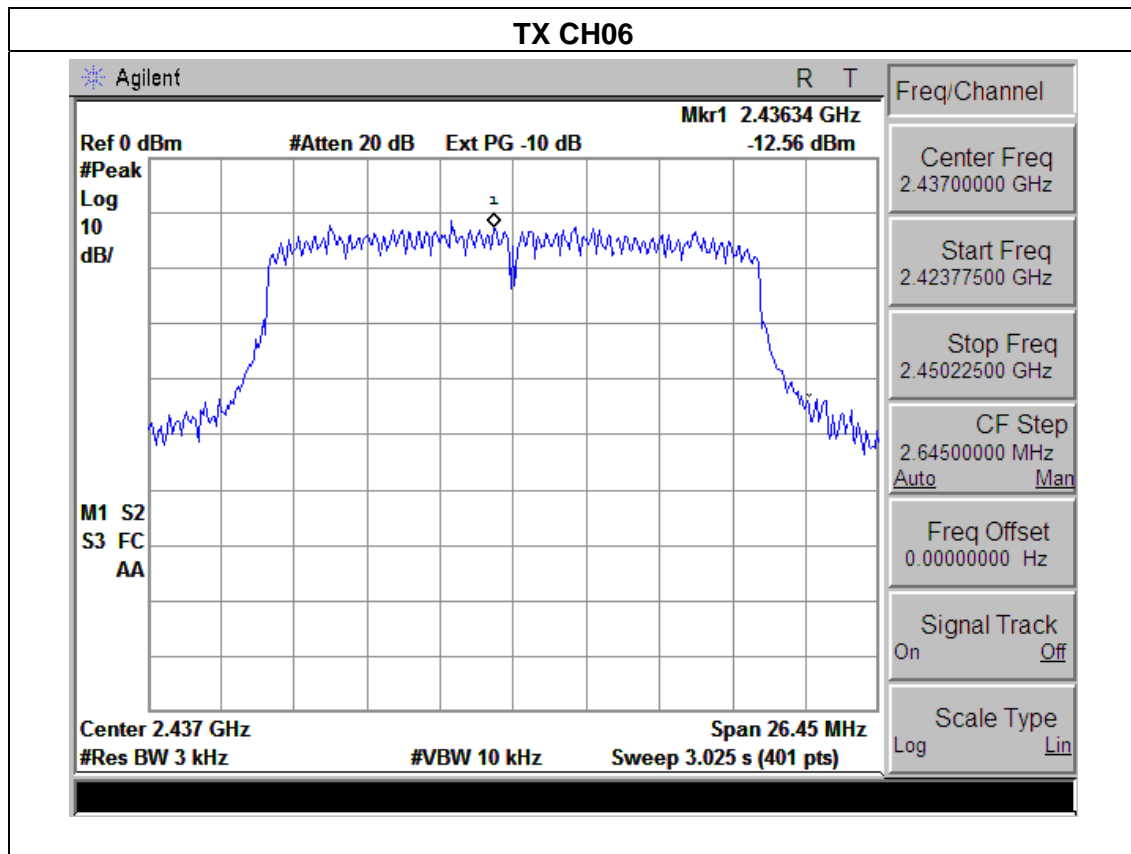 TX CH06
Agilent R T
Mkr1 2.43634 GHz
Ref 0 dBm #Atten 20 dB Ext PG -10 dB -12.56 dBm
#Peak
Log
10
dB/
1
M1 S2
S3 FC
AA
Center 2.437 GHz Span 26.45 MHz
#Res BW 3 kHz #VBW 10 kHz Sweep 3.025 s (401 pts)
Freq/Channel
Center Freq
2.43700000 GHz
Start Freq
2.42377500 GHz
Stop Freq
2.45022500 GHz
CF Step
2.64500000 MHz
Auto Man
Freq Offset
0.00000000 Hz
Signal Track
On Off
Scale Type
Log Lin